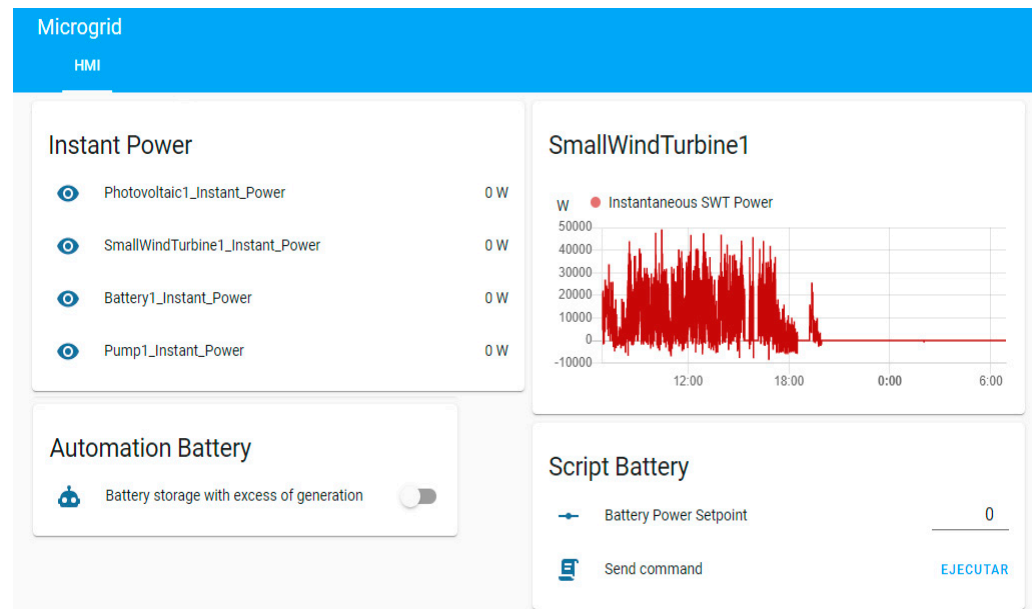 Microgrid
HMI
Instant Power
Photovoltaic1_Instant_Power 0 W
SmallWindTurbine1_Instant_Power 0 W
Battery1_Instant_Power 0 W
Pump1_Instant_Power 0 W
Automation Battery
Battery storage with excess of generation
SmallWindTurbine1
W Instantaneous SWT Power
50000
40000
30000
20000
10000
0
-10000
12:00 18:00 0:00 6:00
Script Battery
Battery Power Setpoint 0
Send command EJECUTAR